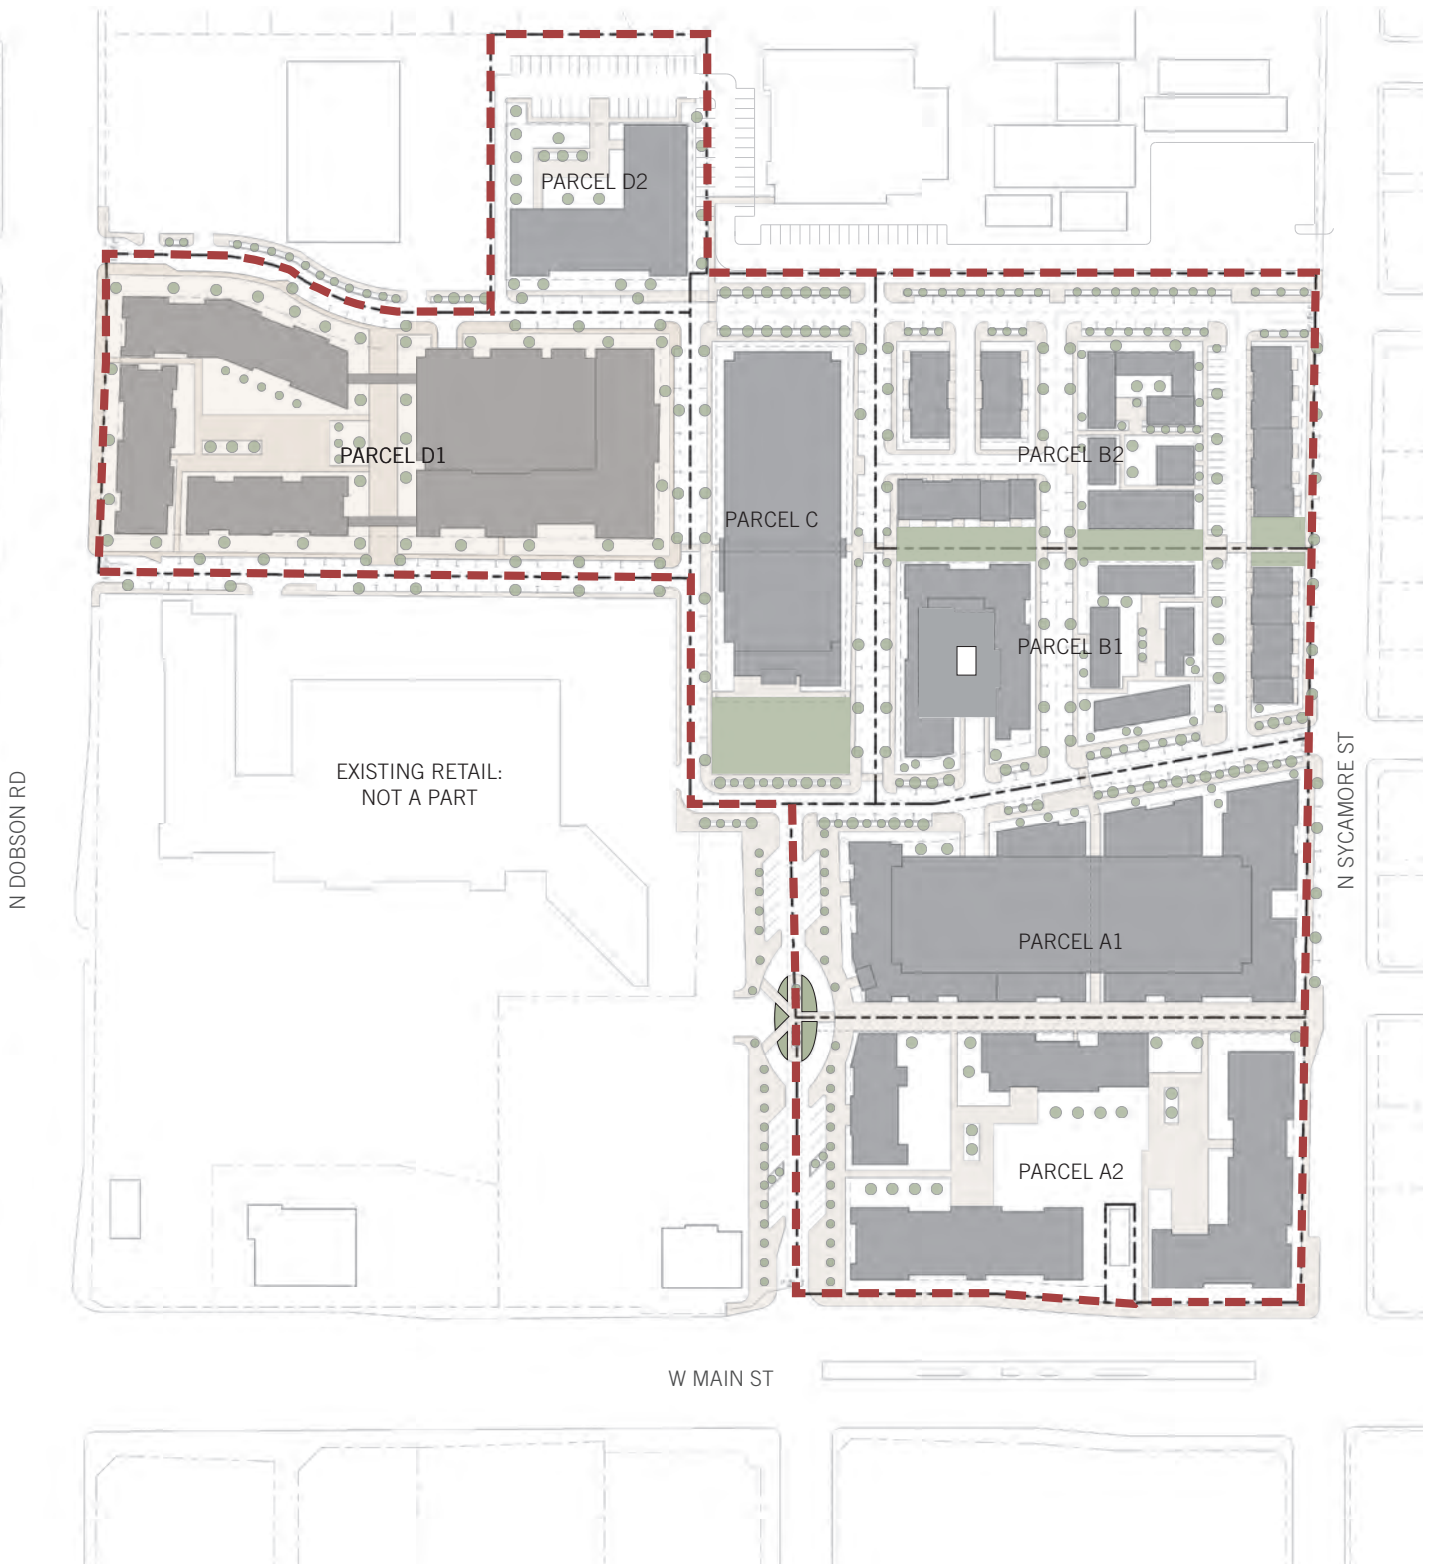 PARCEL D2
PARCEL D1
PARCEL B2
PARCEL C
PARCEL B1
EXISTING RETAIL:
NOT A PART
N DOBSON RD
N SYCAMORE ST
PARCEL A1
PARCEL A2
W MAIN ST